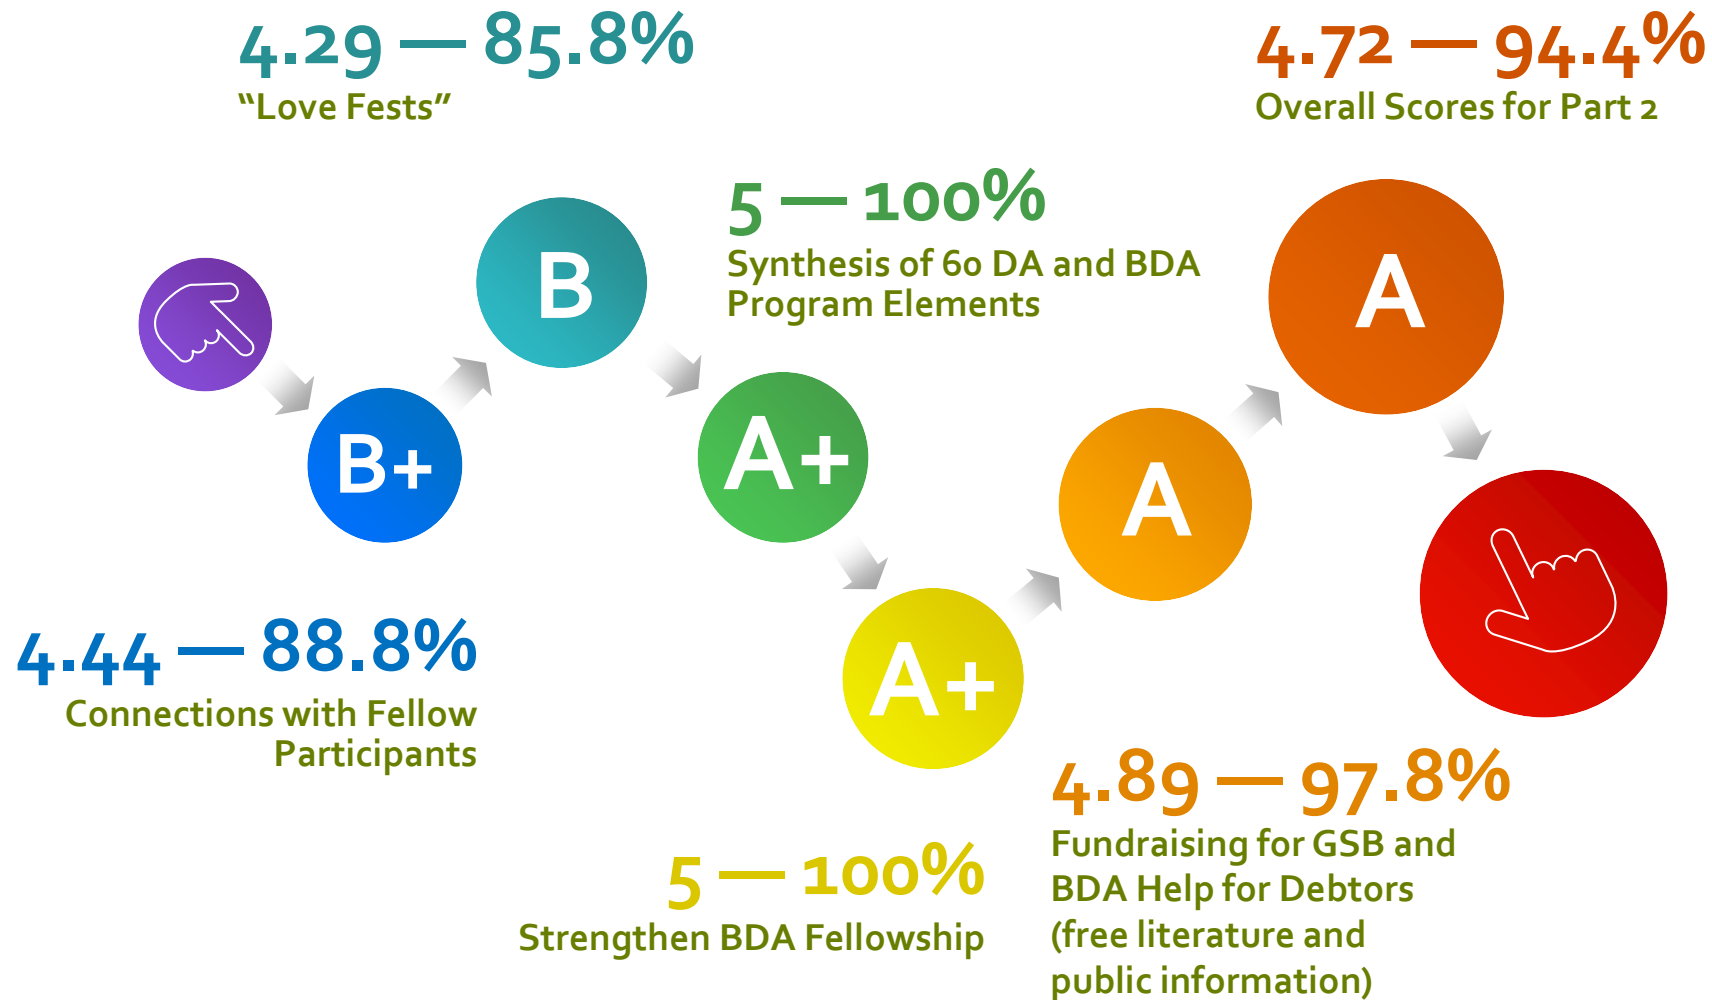 4.29 — 85.8%
“Love Fests”
4.72 — 94.4%
Overall Scores for Part 2
5 — 100%
Synthesis of 60 DA and BDA
Program Elements
B
A
B+
A+
A
A+
4.44 — 88.8%
Connections with Fellow
Participants
5 — 100%
Strengthen BDA Fellowship
4.89 — 97.8%
Fundraising for GSB and
BDA Help for Debtors
(free literature and
public information)